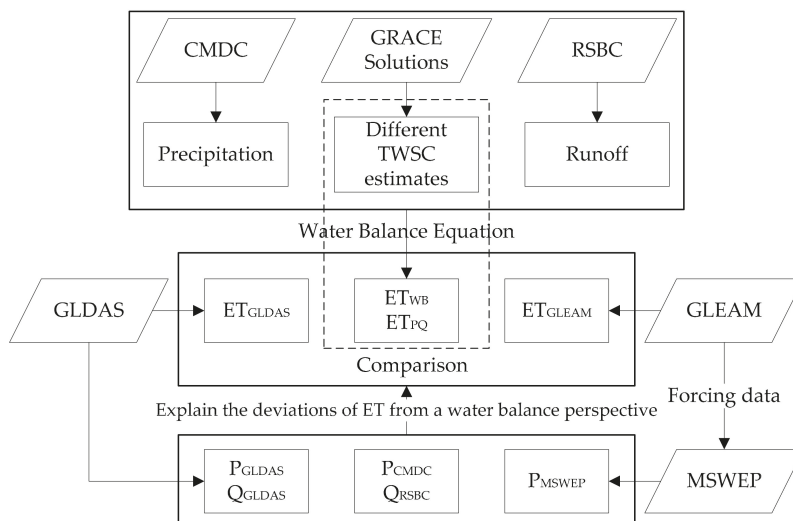 CMDC
GRACE
Solutions
RSBC
Precipitation
Different
TWSC
estimates
Runoff
Water Balance Equation
GLDAS
ETGLDAS
ETWB
ETPQ
ETGLEAM
GLEAM
Comparison
Explain the deviations of ET from a water balance perspective
Forcing data
PGLDAS
QGLDAS
PCMDC
QRSBC
PMSWEP
MSWEP